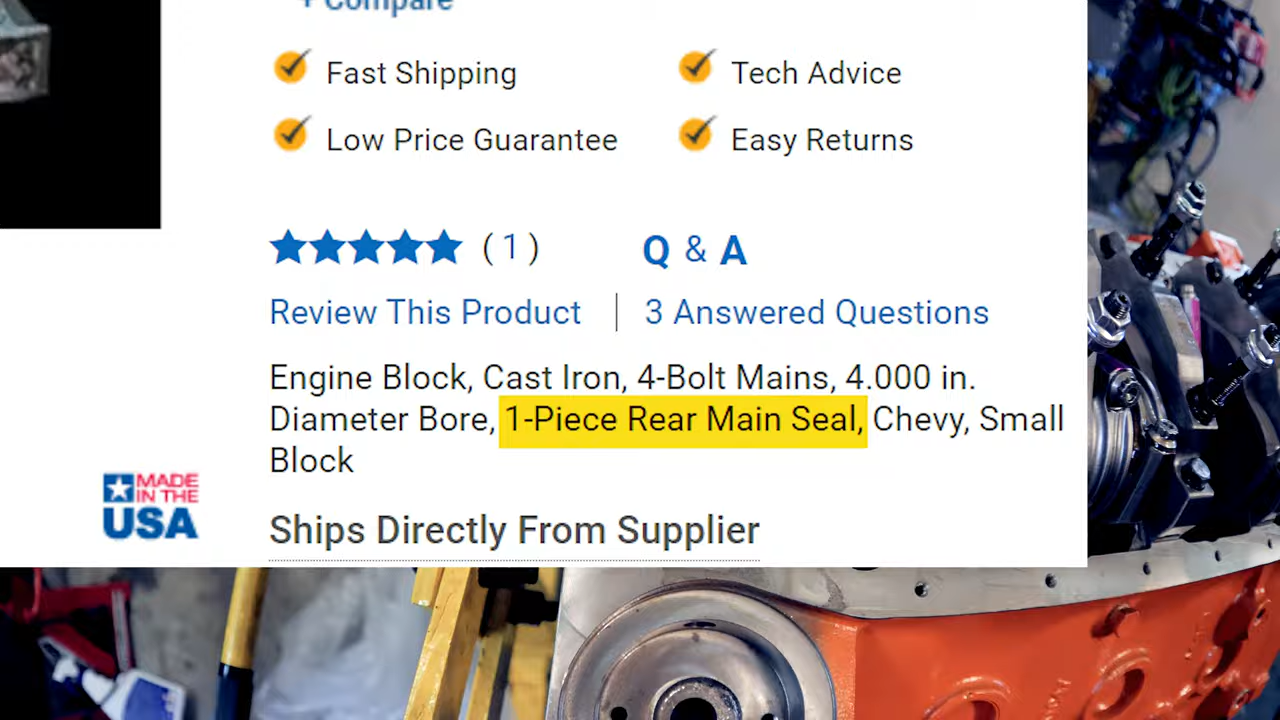 + Compare
Fast Shipping
Tech Advice
Low Price Guarantee
Easy Returns
(1)
Q & A
Review This Product
3 Answered Questions
Engine Block, Cast Iron, 4-Bolt Mains, 4.000 in.
Diameter Bore, 1-Piece Rear Main Seal, Chevy, Small
Block
MADE
IN THE
USA
Ships Directly From Supplier